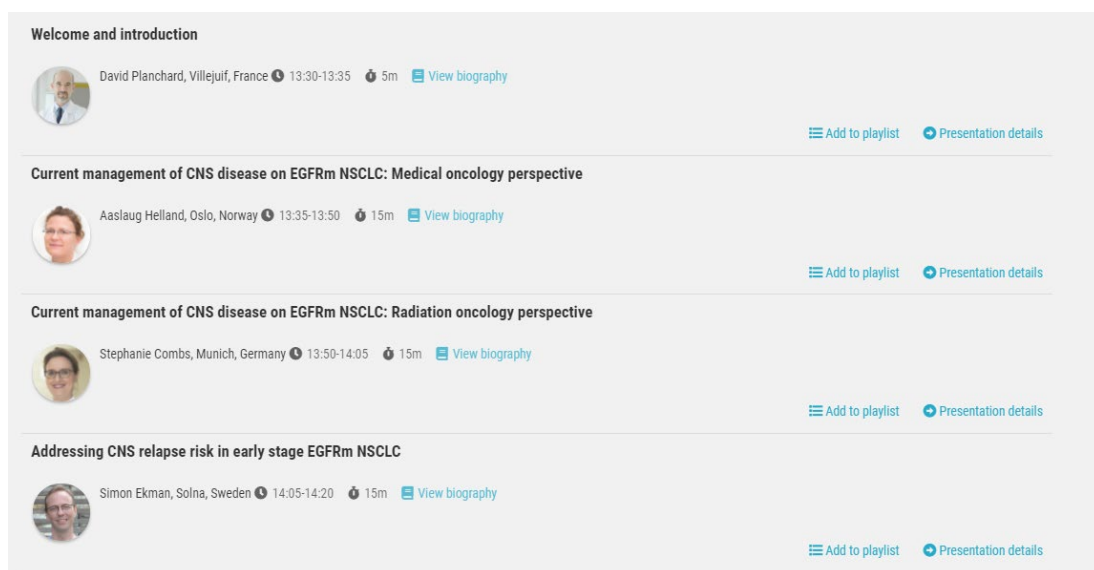 Welcome and introduction
David Planchard, Villejuif, France 13:30-13:35 5m View biography
Add to playlist Presentation details
Current management of CNS disease on EGFRm NSCLC: Medical oncology perspective
Aaslaug Helland, Oslo, Norway 13:35-13:50 15m View biography
Add to playlist Presentation details
Current management of CNS disease on EGFRm NSCLC: Radiation oncology perspective
Stephanie Combs, Munich, Germany 13:50-14:05 15m View biography
Add to playlist Presentation details
Addressing CNS relapse risk in early stage EGFRm NSCLC
Simon Ekman, Solna, Sweden 14:05-14:20 15m View biography
Add to playlist Presentation details